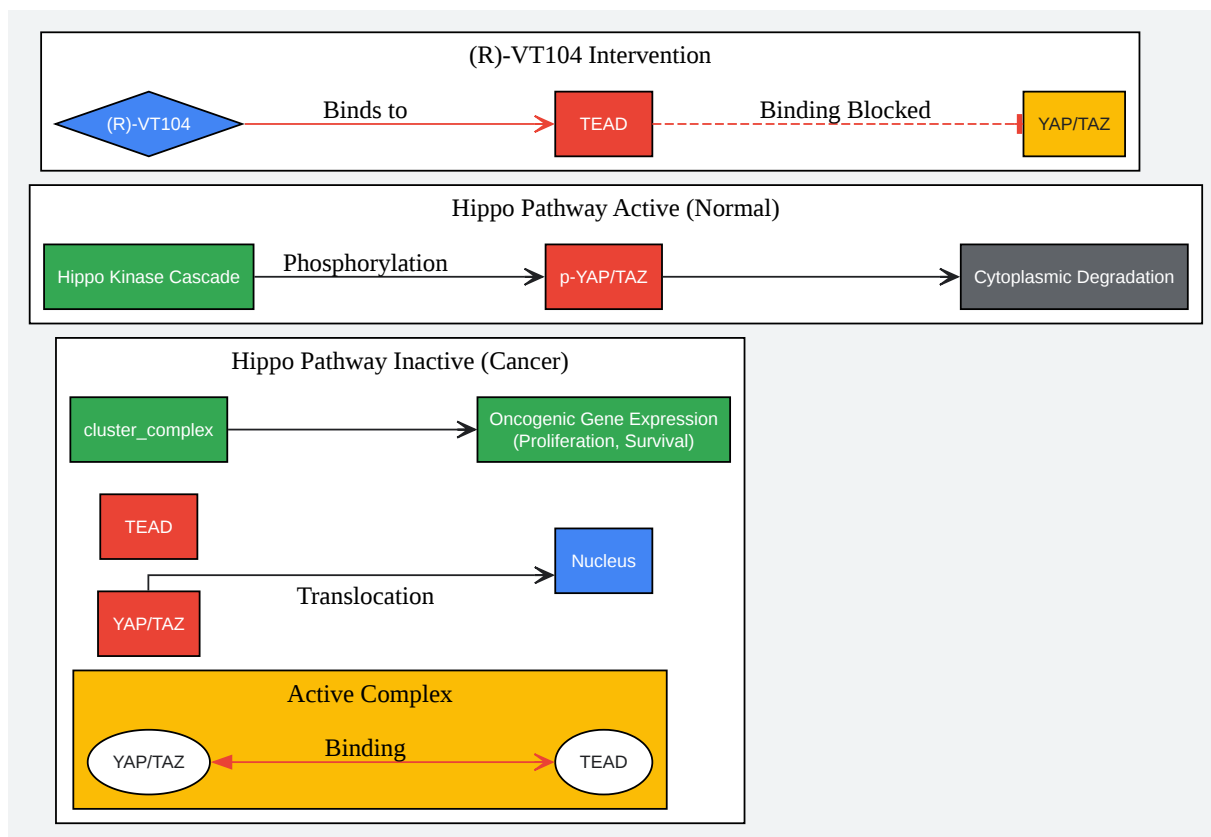 (R)-VT104 Intervention
(R)-VT104
Binds to
TEAD
Binding Blocked
YAP/TAZ
Hippo Pathway Active (Normal)
Hippo Kinase Cascade
Phosphorylation
p-YAP/TAZ
Cytoplasmic Degradation
Hippo Pathway Inactive (Cancer)
cluster_complex
Oncogenic Gene Expression
(Proliferation, Survival)
TEAD
Nucleus
Translocation
YAP/TAZ
Active Complex
YAP/TAZ
Binding
TEAD